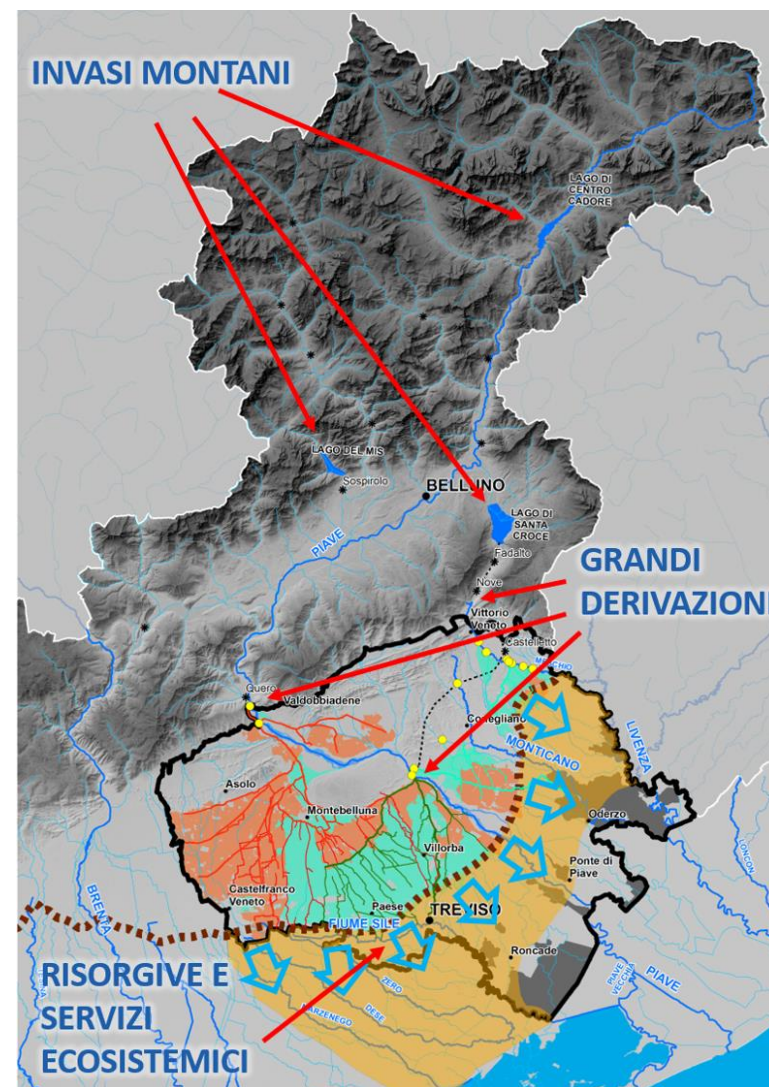 INVASI MONTANI
LAGO DI
CENTRO
CADORE
LAGO DEL MIS
Sospirolo
BELLUNO
PIAVE
LAGO DI
SANTA
CROCE
Fadalto
GRANDI
DERIVAZIONI
Nove
Vittorio
Veneto
Castelletto
Quero
Valdobbiadene
Conegliano
MONTICANO
LIVENZA
Asolo
Montebelluna
Oderzo
LONCON
Villorba
Ponte di
Piave
Castelfranco
Veneto
Paese
TREVISO
FIUME SILE
BRENTA
Roncade
RISORGIVE E
SERVIZI
ECOSISTEMICI
ZERO
DESE
MARZENEGO
PIAVE
VECCHIA
PIAVE